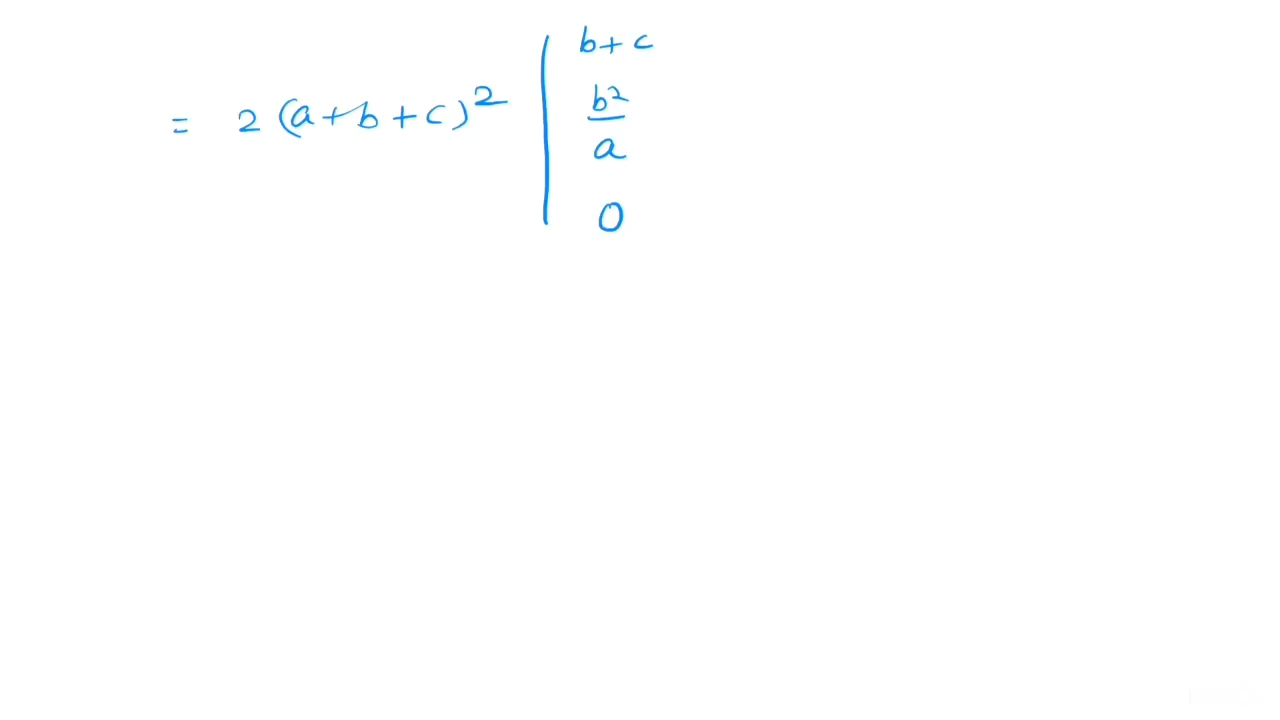 b+c
= 2 (a+b+c)² | b²/a
0